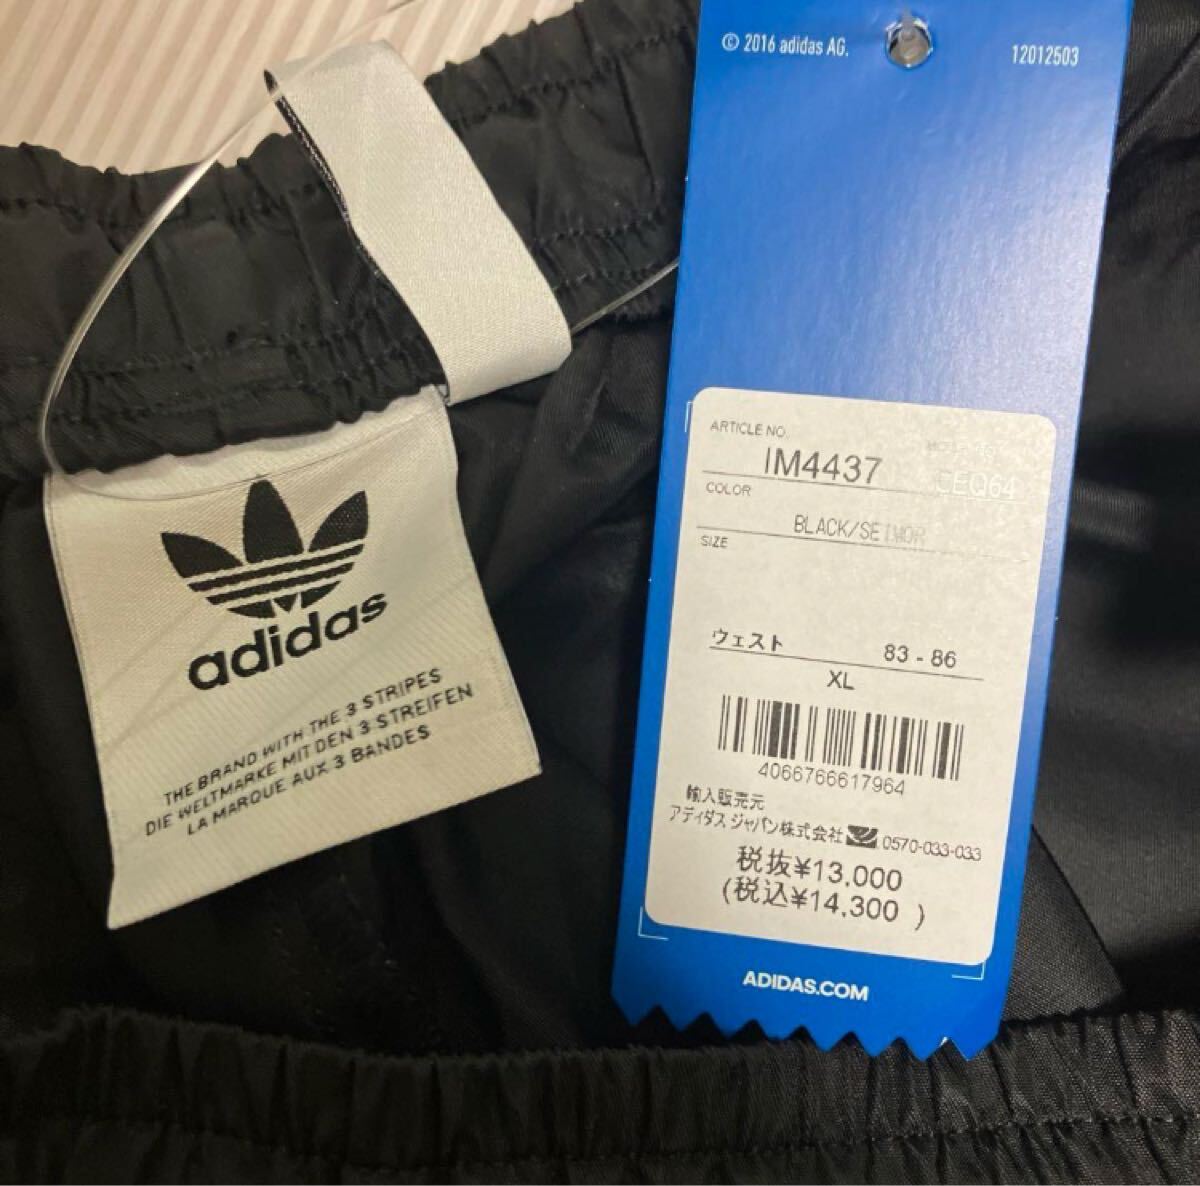 © 2016 adidas AG.
12012503
adidas
THE BRAND WITH THE 3 STRIPES
DIE WELTMARKE MIT DEN 3 STREIFEN
LA MARQUE AUX 3 BANDES
ARTICLE NO.
IM4437
CEQ64
COLOR
BLACK/SEIMOR
SIZE
ウェスト 83 - 86
XL
4066766617964
輸入販売元
アディダス ジャパン株式会社 0570-033-033
税抜¥13,000
(税込¥14,300 )
ADIDAS.COM